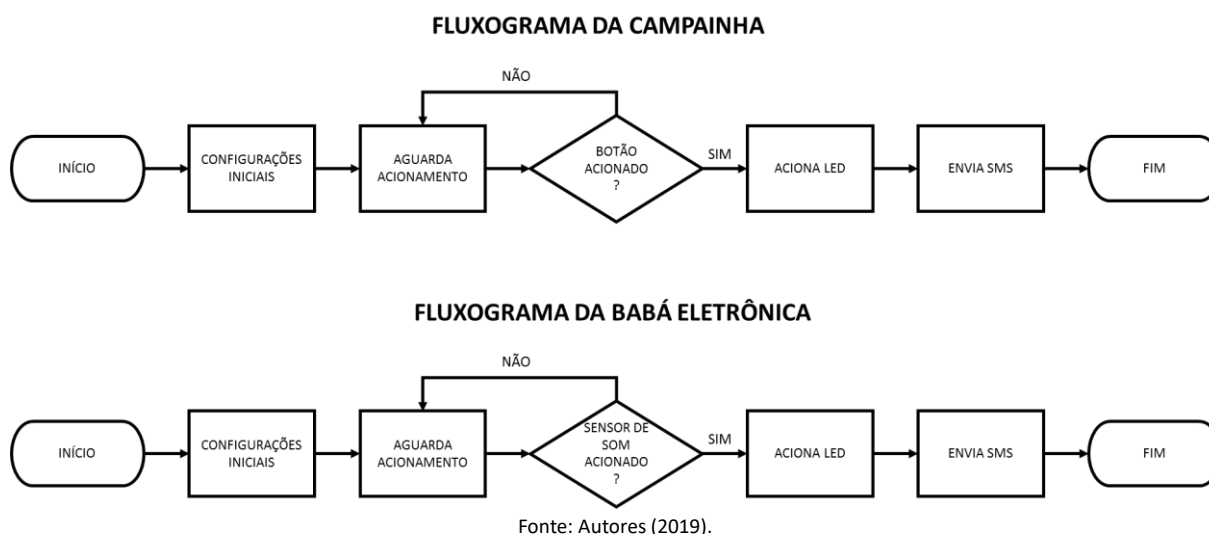 FLUXOGRAMA DA CAMPAINHA
NÃO
INÍCIO
CONFIGURAÇÕES
INICIAIS
AGUARDA
ACIONAMENTO
BOTÃO
ACIONADO
?
SIM
ACIONA LED
ENVIA SMS
FIM
FLUXOGRAMA DA BABÁ ELETRÔNICA
NÃO
INÍCIO
CONFIGURAÇÕES
INICIAIS
AGUARDA
ACIONAMENTO
SENSOR DE
SOM
ACIONADO
?
SIM
ACIONA LED
ENVIA SMS
FIM
Fonte: Autores (2019).